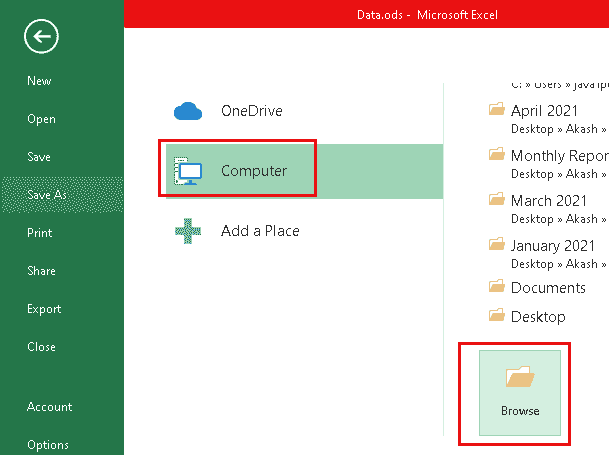 Data.ods - Microsoft Excel
New
Open
Save
Save As
Print
Share
Export
Close
Account
Options
OneDrive
Computer
Add a Place
C: » Users » javatp
April 2021
Desktop » Akash »
Monthly Repor
Desktop » Akash »
March 2021
Desktop » Akash »
January 2021
Desktop » Akash »
Documents
Desktop
Browse